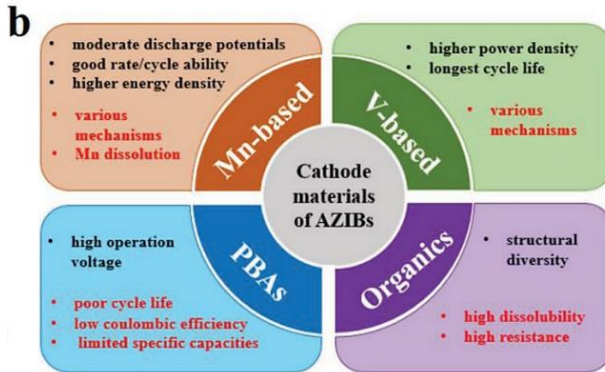 b
• moderate discharge potentials
• good rate/cycle ability
• higher energy density
• various
mechanisms
• Mn dissolution
Mn-based
• higher power density
• longest cycle life
• various
mechanisms
V-based
Cathode
materials
of AZIBs
• high operation
voltage
• poor cycle life
• low coulombic efficiency
• limited specific capacities
PBAs
• structural
diversity
• high dissolubility
• high resistance
Organics